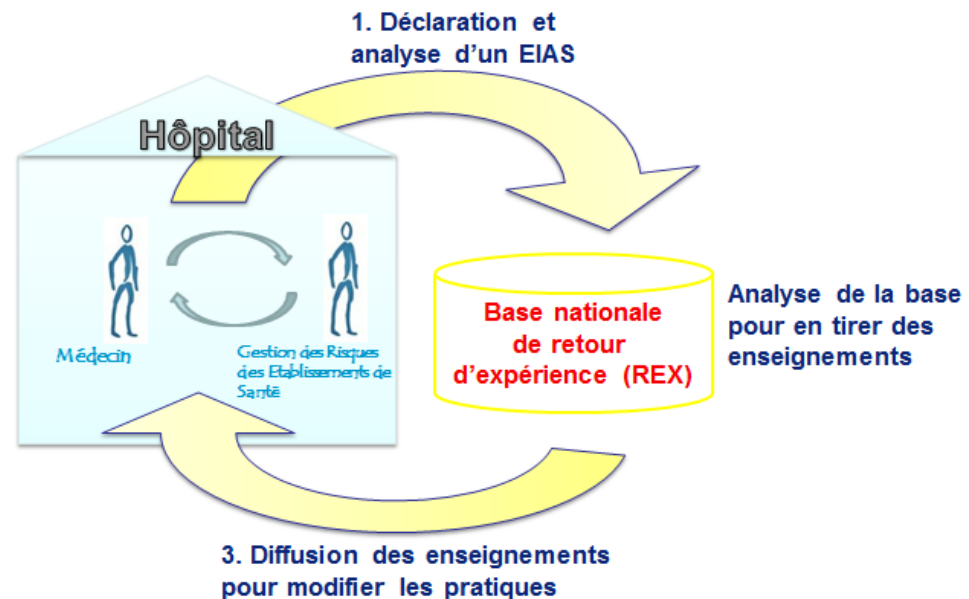 1. Déclaration et
analyse d'un EIAS
Hôpital
Médecin
Gestion des Risques
des Etablissements de
Santé
Base nationale
de retour
d'expérience (REX)
Analyse de la base
pour en tirer des
enseignements
3. Diffusion des enseignements
pour modifier les pratiques